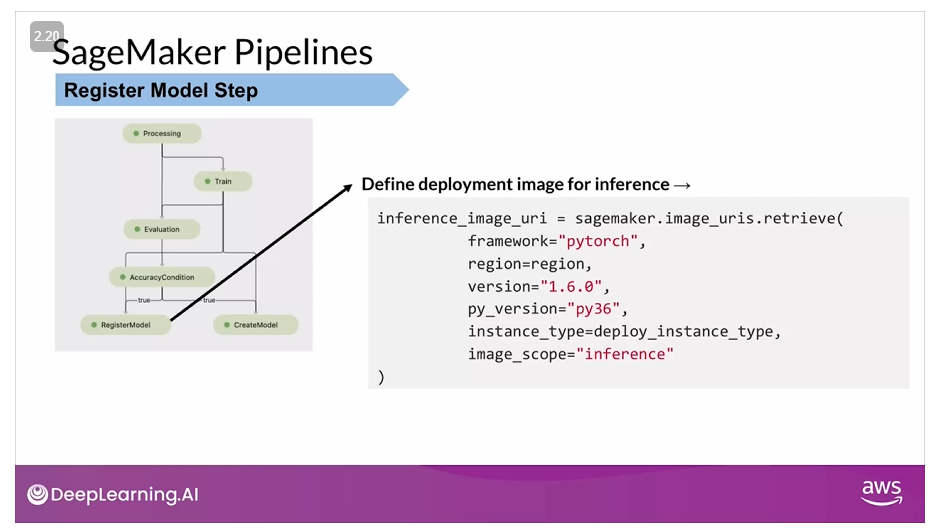 2.20
SageMaker Pipelines
Register Model Step
Processing
Train
Evaluation
AccuracyCondition
true
true
RegisterModel
CreateModel
Define deployment image for inference →
inference_image_uri = sagemaker.image_uris.retrieve(
framework="pytorch",
region=region,
version="1.6.0",
py_version="py36",
instance_type=deploy_instance_type,
image_scope="inference"
)
DeepLearning.AI
aws